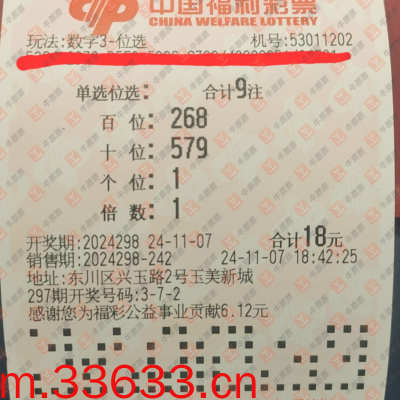 中国福利彩票
CHINA WELFARE LOTTERY
玩法:数字3-位选 机号:53011202
单选位选: 合计9注
百 位: 268
十 位: 579
个 位: 1
倍 数: 1
开奖期:2024298 24-11-07 合计18元
销售期:2024298-242 24-11-07 18:42:25
地址:东川区兴玉路2号玉美新城
297期开奖号码:3-7-2
感谢您为福彩公益事业贡献6.12元
m.33633.cn